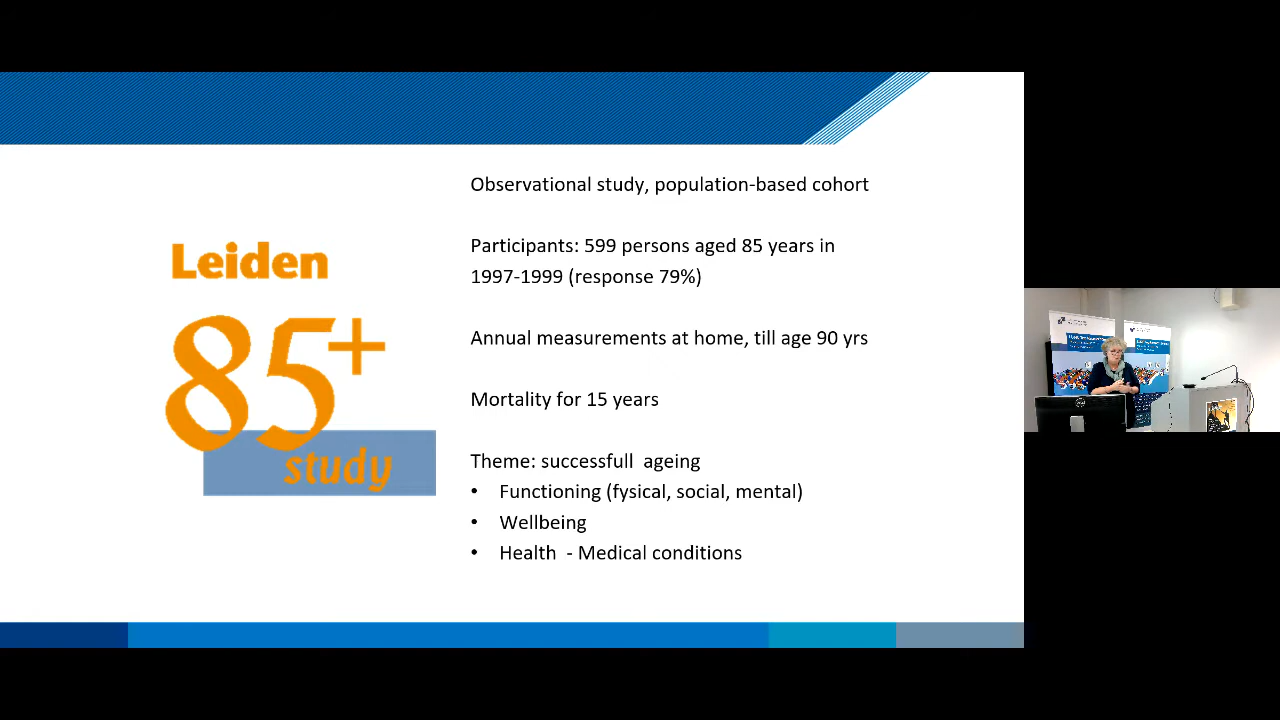 Leiden
85+
study
Observational study, population-based cohort
Participants: 599 persons aged 85 years in
1997-1999 (response 79%)
Annual measurements at home, till age 90 yrs
Mortality for 15 years
Theme: successfull  ageing
• Functioning (fysical, social, mental)
• Wellbeing
• Health  - Medical conditions